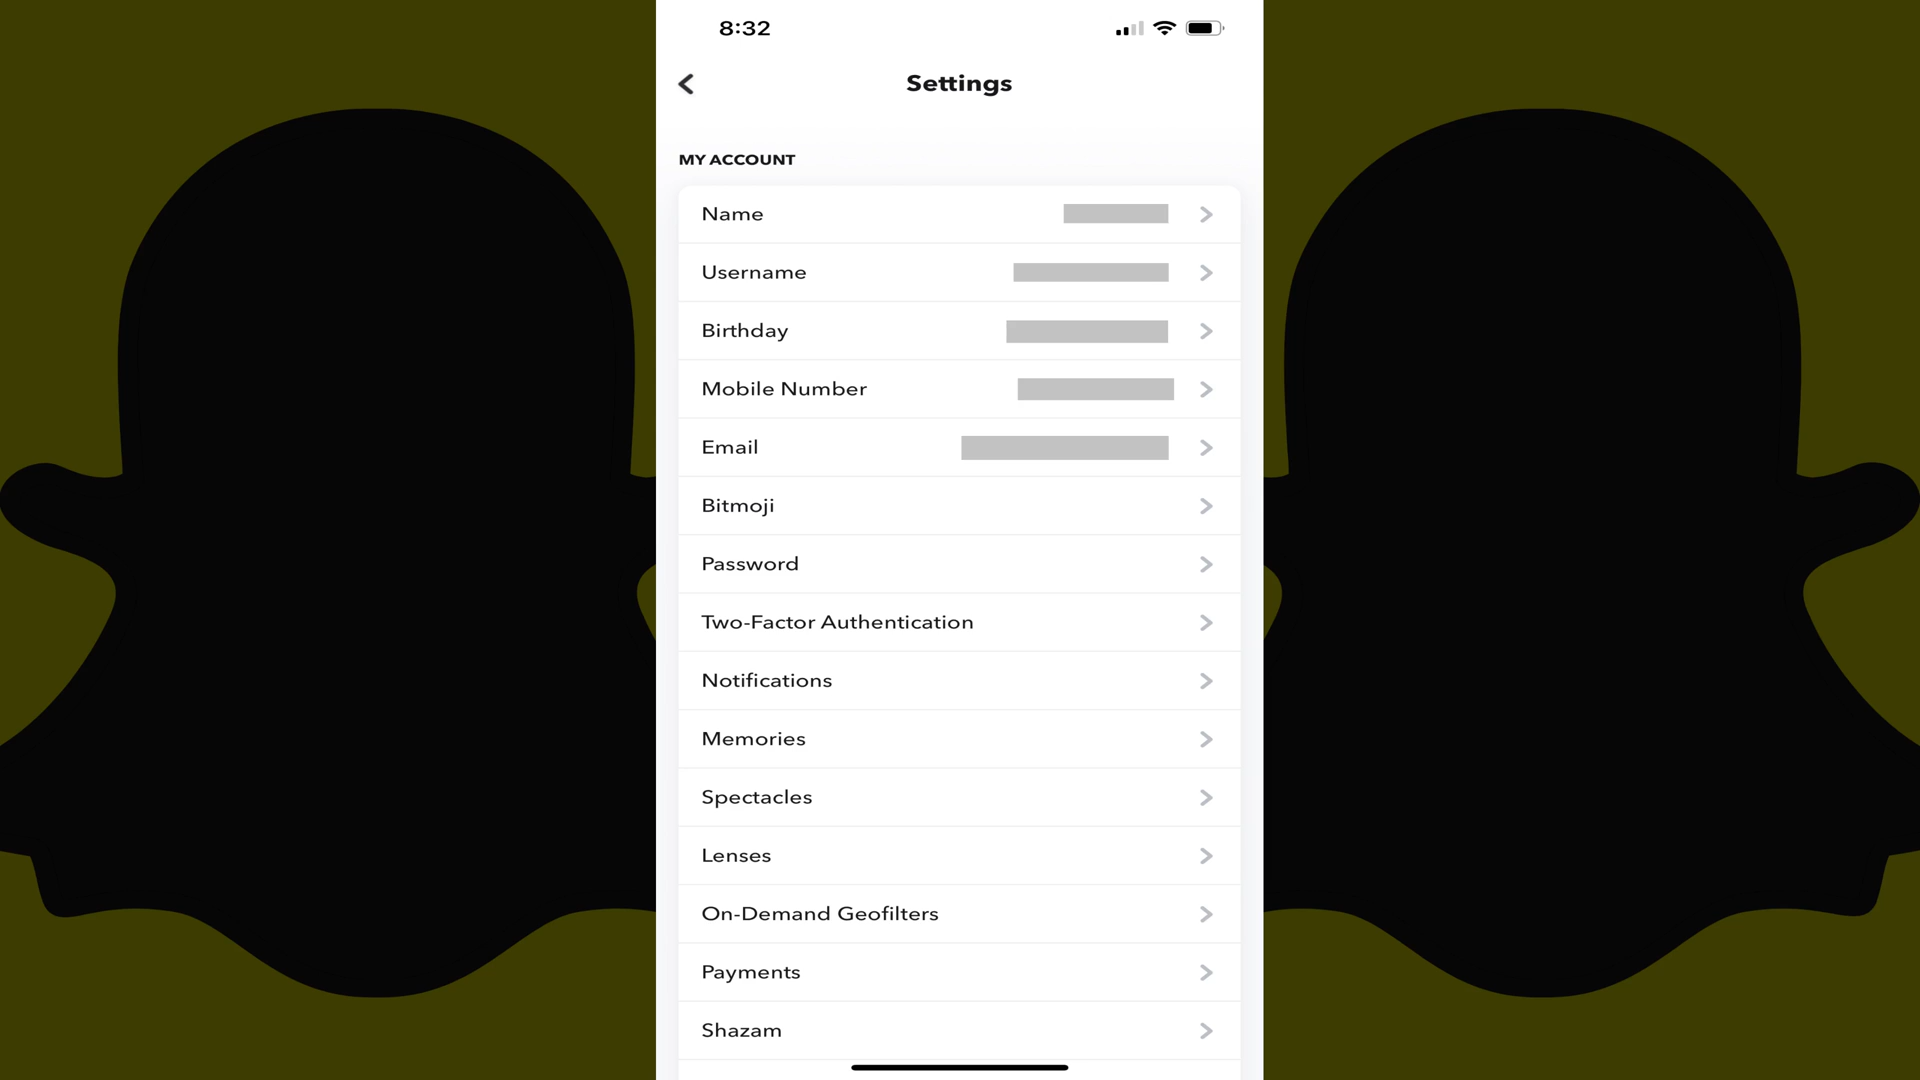 8:32
Settings
MY ACCOUNT
Name
Username
Birthday
Mobile Number
Email
Bitmoji
Password
Two-Factor Authentication
Notifications
Memories
Spectacles
Lenses
On-Demand Geofilters
Payments
Shazam